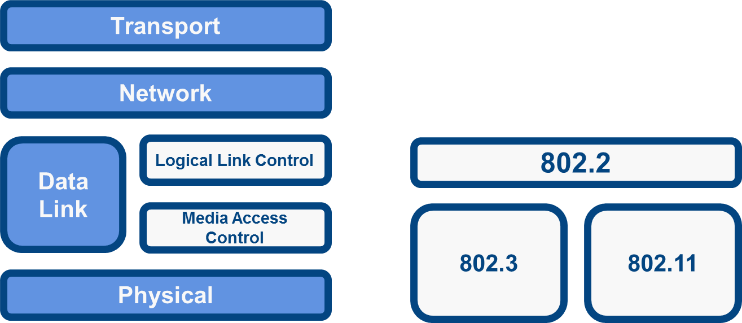 Transport
Network
Data
Link
Logical Link Control
Media Access
Control
Physical
802.2
802.3
802.11